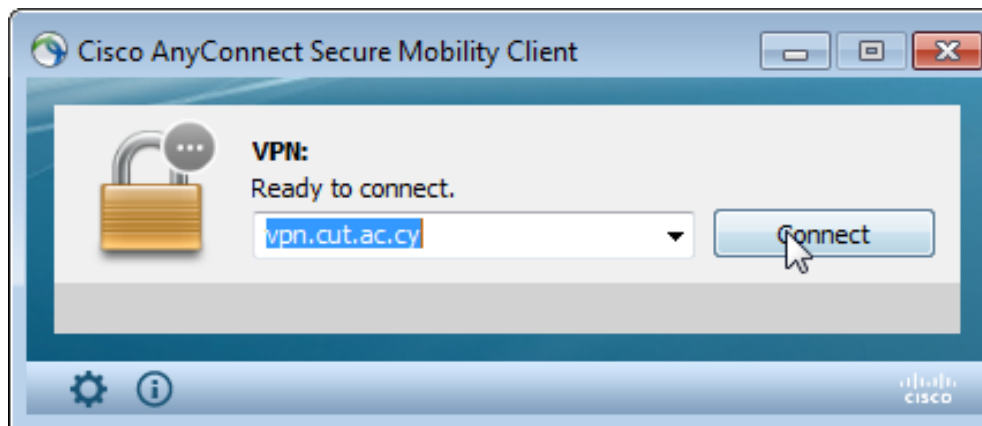 Cisco AnyConnect Secure Mobility Client
VPN:
Ready to connect.
vpn.cut.ac.cy
Connect
CISCO